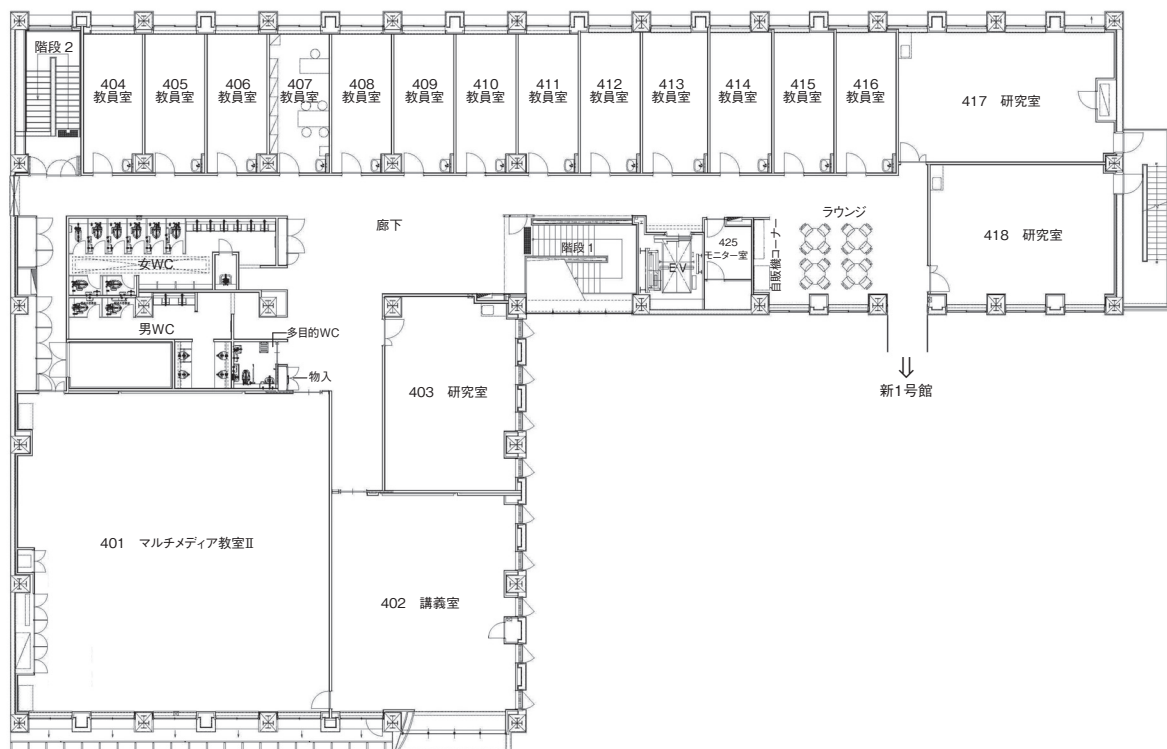 階段 2
404
教員室
405
教員室
406
教員室
407
教員室
408
教員室
409
教員室
410
教員室
411
教員室
412
教員室
413
教員室
414
教員室
415
教員室
416
教員室
417 研究室
418 研究室
廊下
階段 1
EV
425
モニター室
自販機コーナー
ラウンジ
女WC
男WC
多目的WC
物入
403 研究室
新1号館
401 マルチメディア教室II
402 講義室